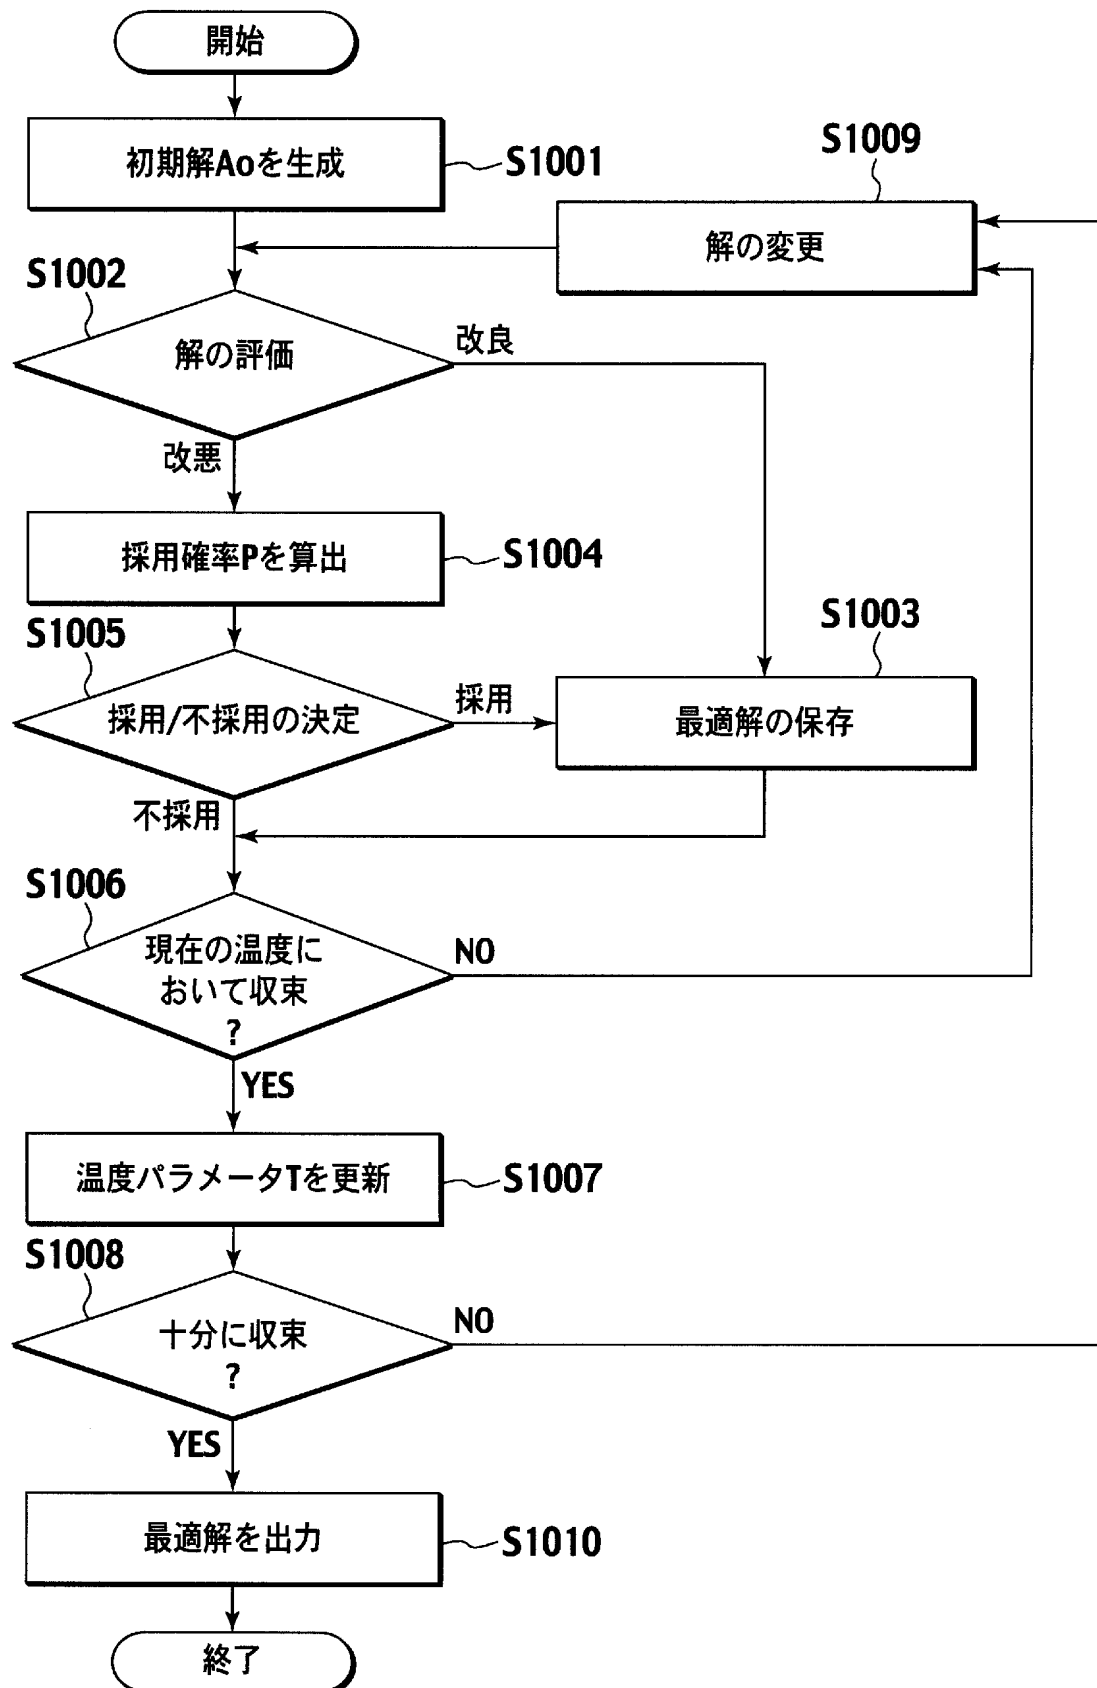 開始
初期解Aoを生成
S1001
S1009
解の変更
S1002
解の評価
改良
改悪
採用確率Pを算出
S1004
S1005
採用/不採用の決定
採用
S1003
最適解の保存
不採用
S1006
現在の温度に
おいて収束
?
NO
YES
温度パラメータTを更新
S1007
S1008
十分に収束
?
NO
YES
最適解を出力
S1010
終了